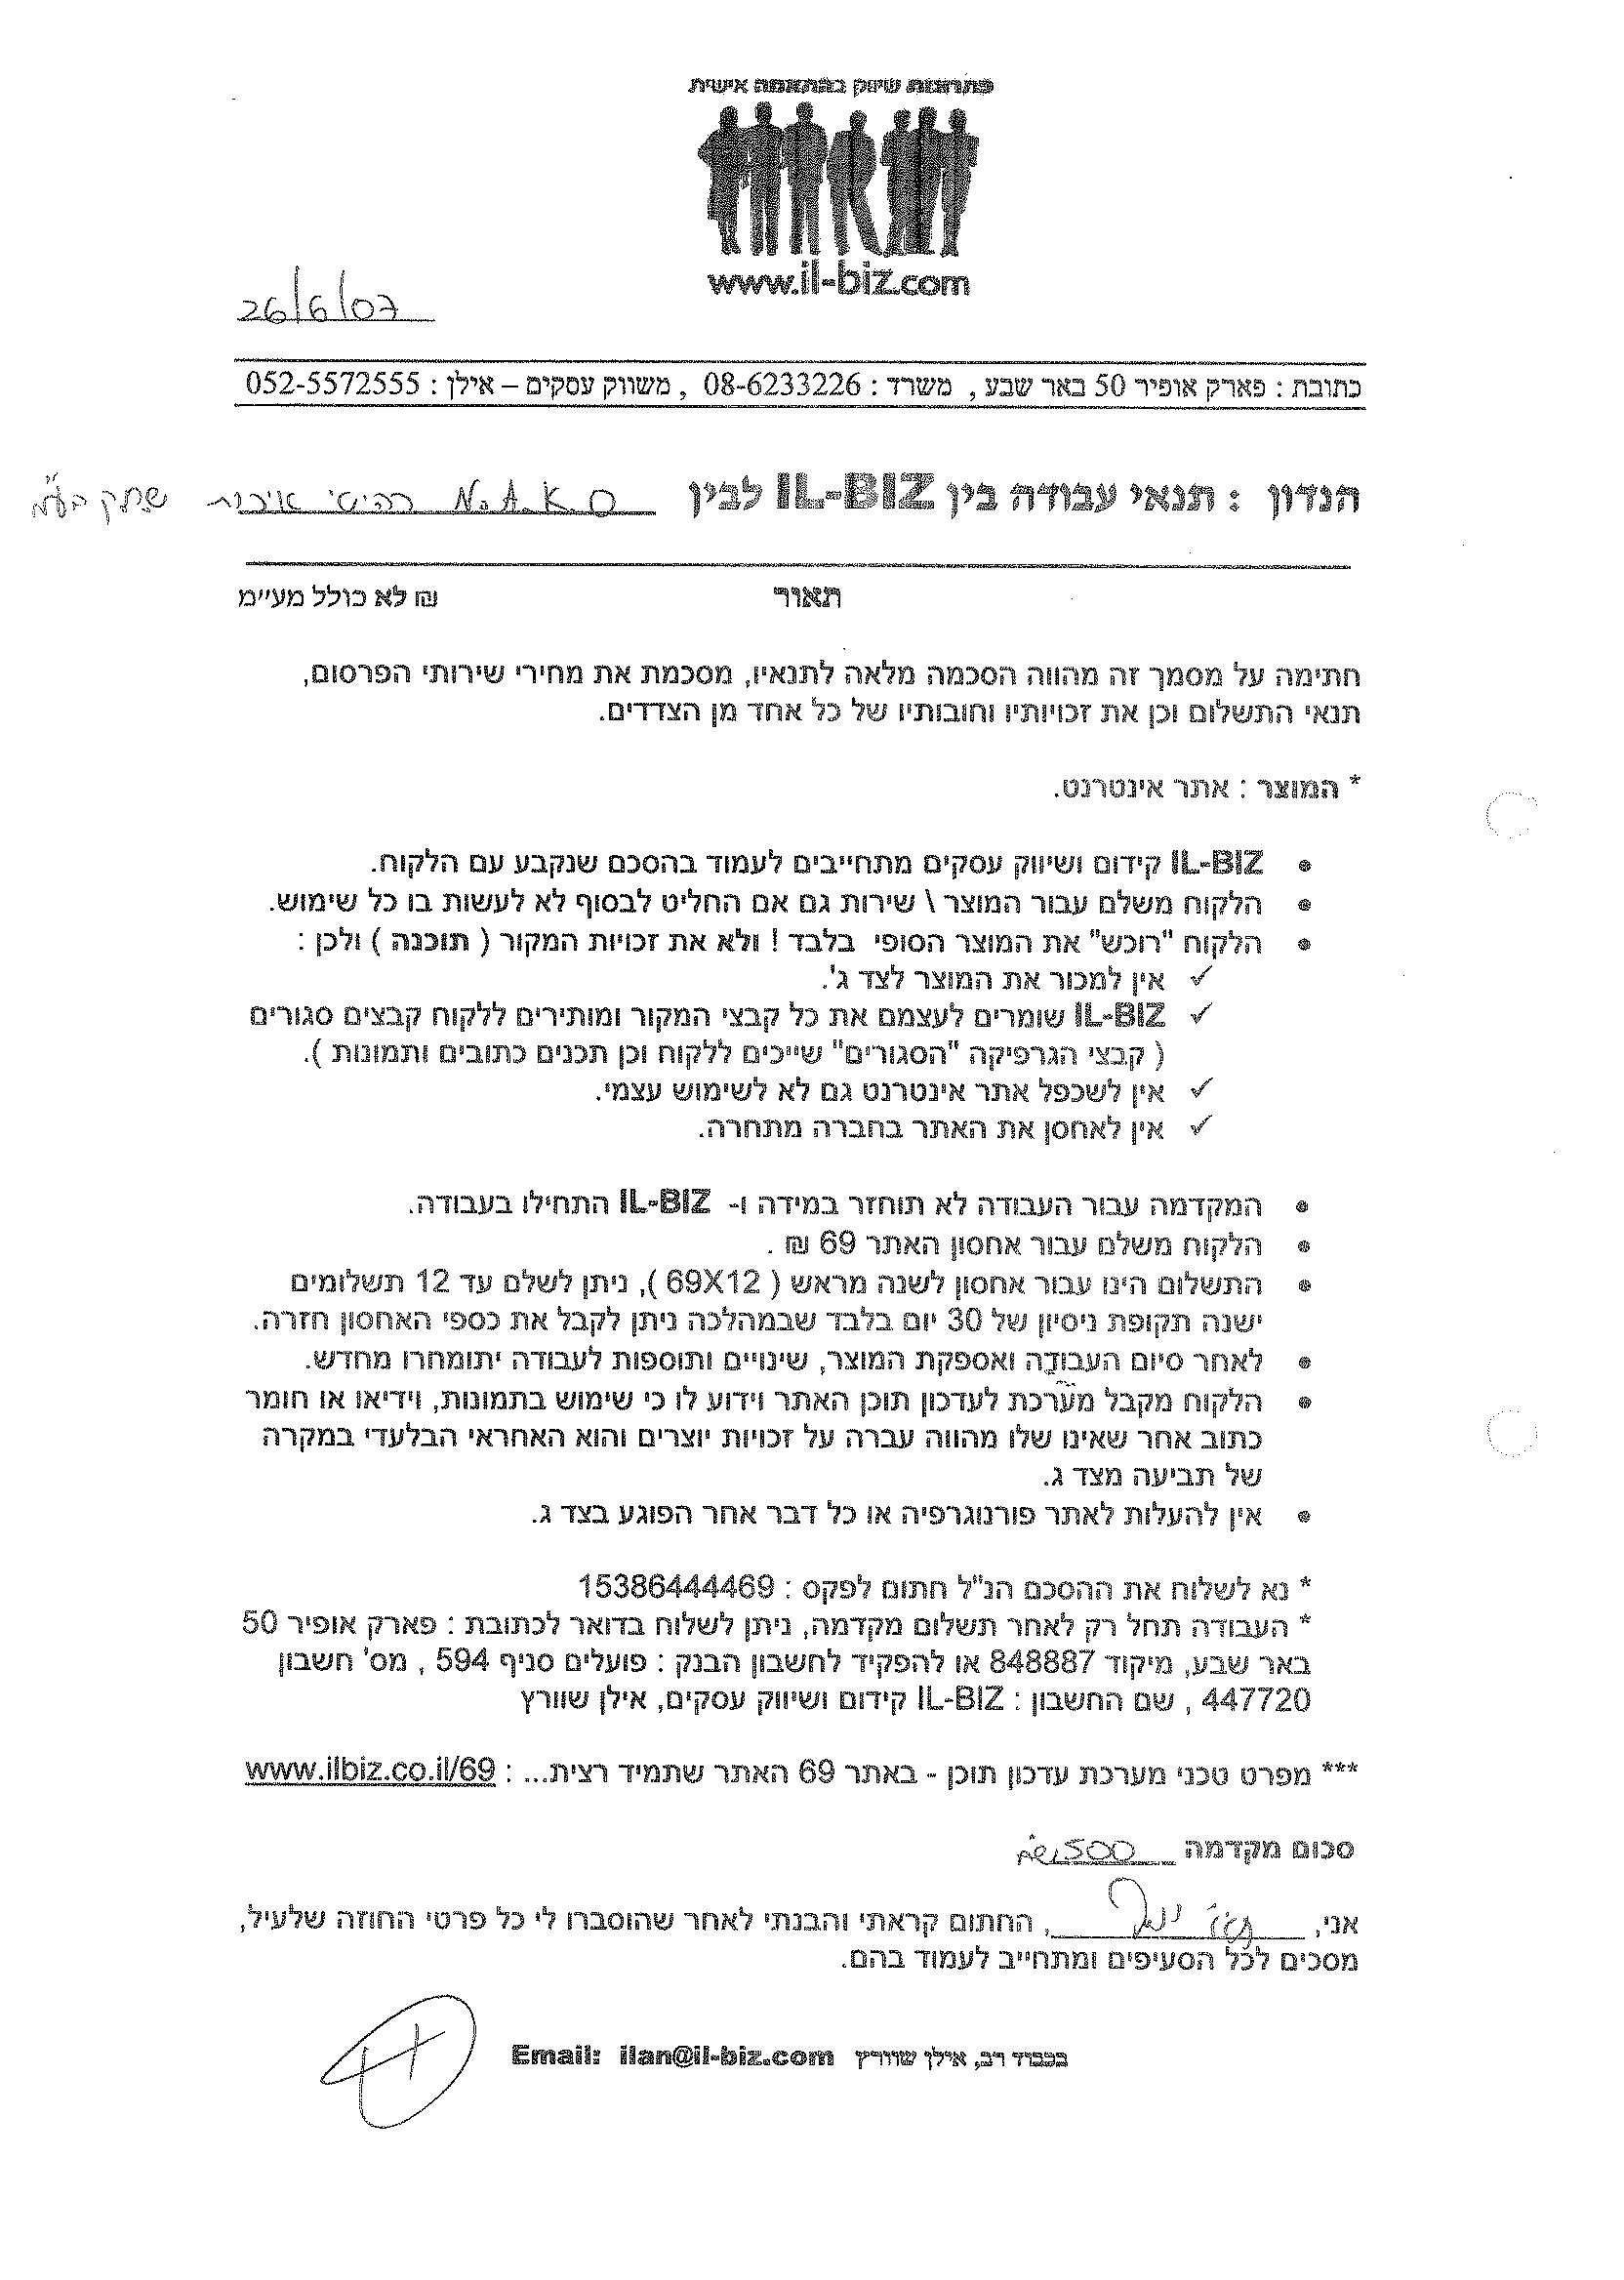 פתרונות שיווק בהתאמה אישית
www.il-biz.com
26/6/07
כתובת : פארק אופיר 50 באר שבע , משרד : 08-6233226 , משווק עסקים – אילן : 052-5572555
הנדון : תנאי עבודה בין IL-BIZ לבין N.A.K.O רהיטי איכות בע"מ
תאור
₪ לא כולל מע״מ
חתימה על מסמך זה מהווה הסכמה מלאה לתנאיו, מסכמת את מחירי שירותי הפרסום,
תנאי התשלום וכן את זכויותיו וחובותיו של כל אחד מן הצדדים.
* המוצר : אתר אינטרנט.
• IL-BIZ קידום ושיווק עסקים מתחייבים לעמוד בהסכם שנקבע עם הלקוח.
• הלקוח משלם עבור המוצר \ שירות גם אם החליט לבסוף לא לעשות בו כל שימוש.
• הלקוח "רוכש" את המוצר הסופי בלבד ! ולא את זכויות המקור ( תוכנה ) ולכן :
✓ אין למכור את המוצר לצד ג'.
✓ IL-BIZ שומרים לעצמם את כל קבצי המקור ומותירים ללקוח קבצים סגורים
( קבצי הגרפיקה "הסגורים" שייכים ללקוח וכן תכנים כתובים ותמונות ).
✓ אין לשכפל אתר אינטרנט גם לא לשימוש עצמי.
✓ אין לאחסן את האתר בחברה מתחרה.
• המקדמה עבור העבודה לא תוחזר במידה ו- IL-BIZ התחילו בעבודה.
• הלקוח משלם עבור אחסון האתר 69 ₪ .
• התשלום הינו עבור אחסון לשנה מראש ( 69X12 ), ניתן לשלם עד 12 תשלומים
ישנה תקופת ניסיון של 30 יום בלבד שבמהלכה ניתן לקבל את כספי האחסון חזרה.
• לאחר סיום העבודה ואספקת המוצר, שינויים ותוספות לעבודה יתומחרו מחדש.
• הלקוח מקבל מערכת לעדכון תוכן האתר וידוע לו כי שימוש בתמונות, וידיאו או חומר
כתוב אחר שאינו שלו מהווה עברה על זכויות יוצרים והוא האחראי הבלעדי במקרה
של תביעה מצד ג.
• אין להעלות לאתר פורנוגרפיה או כל דבר אחר הפוגע בצד ג.
* נא לשלוח את ההסכם הנ"ל חתום לפקס : 15386444469
* העבודה תחל רק לאחר תשלום מקדמה, ניתן לשלוח בדואר לכתובת : פארק אופיר 50
באר שבע, מיקוד 848887 או להפקיד לחשבון הבנק : פועלים סניף 594 , מס' חשבון
447720 , שם החשבון : IL-BIZ קידום ושיווק עסקים, אילן שוורץ
*** מפרט טכני מערכת עדכון תוכן - באתר 69 האתר שתמיד רצית... : www.ilbiz.co.il/69
סכום מקדמה 500
אני, , החתום קראתי והבנתי לאחר שהוסברו לי כל פרטי החוזה שלעיל,
מסכים לכל הסעיפים ומתחייב לעמוד בהם.
בכבוד רב, אילן שוורץ Email: ilan@il-biz.com